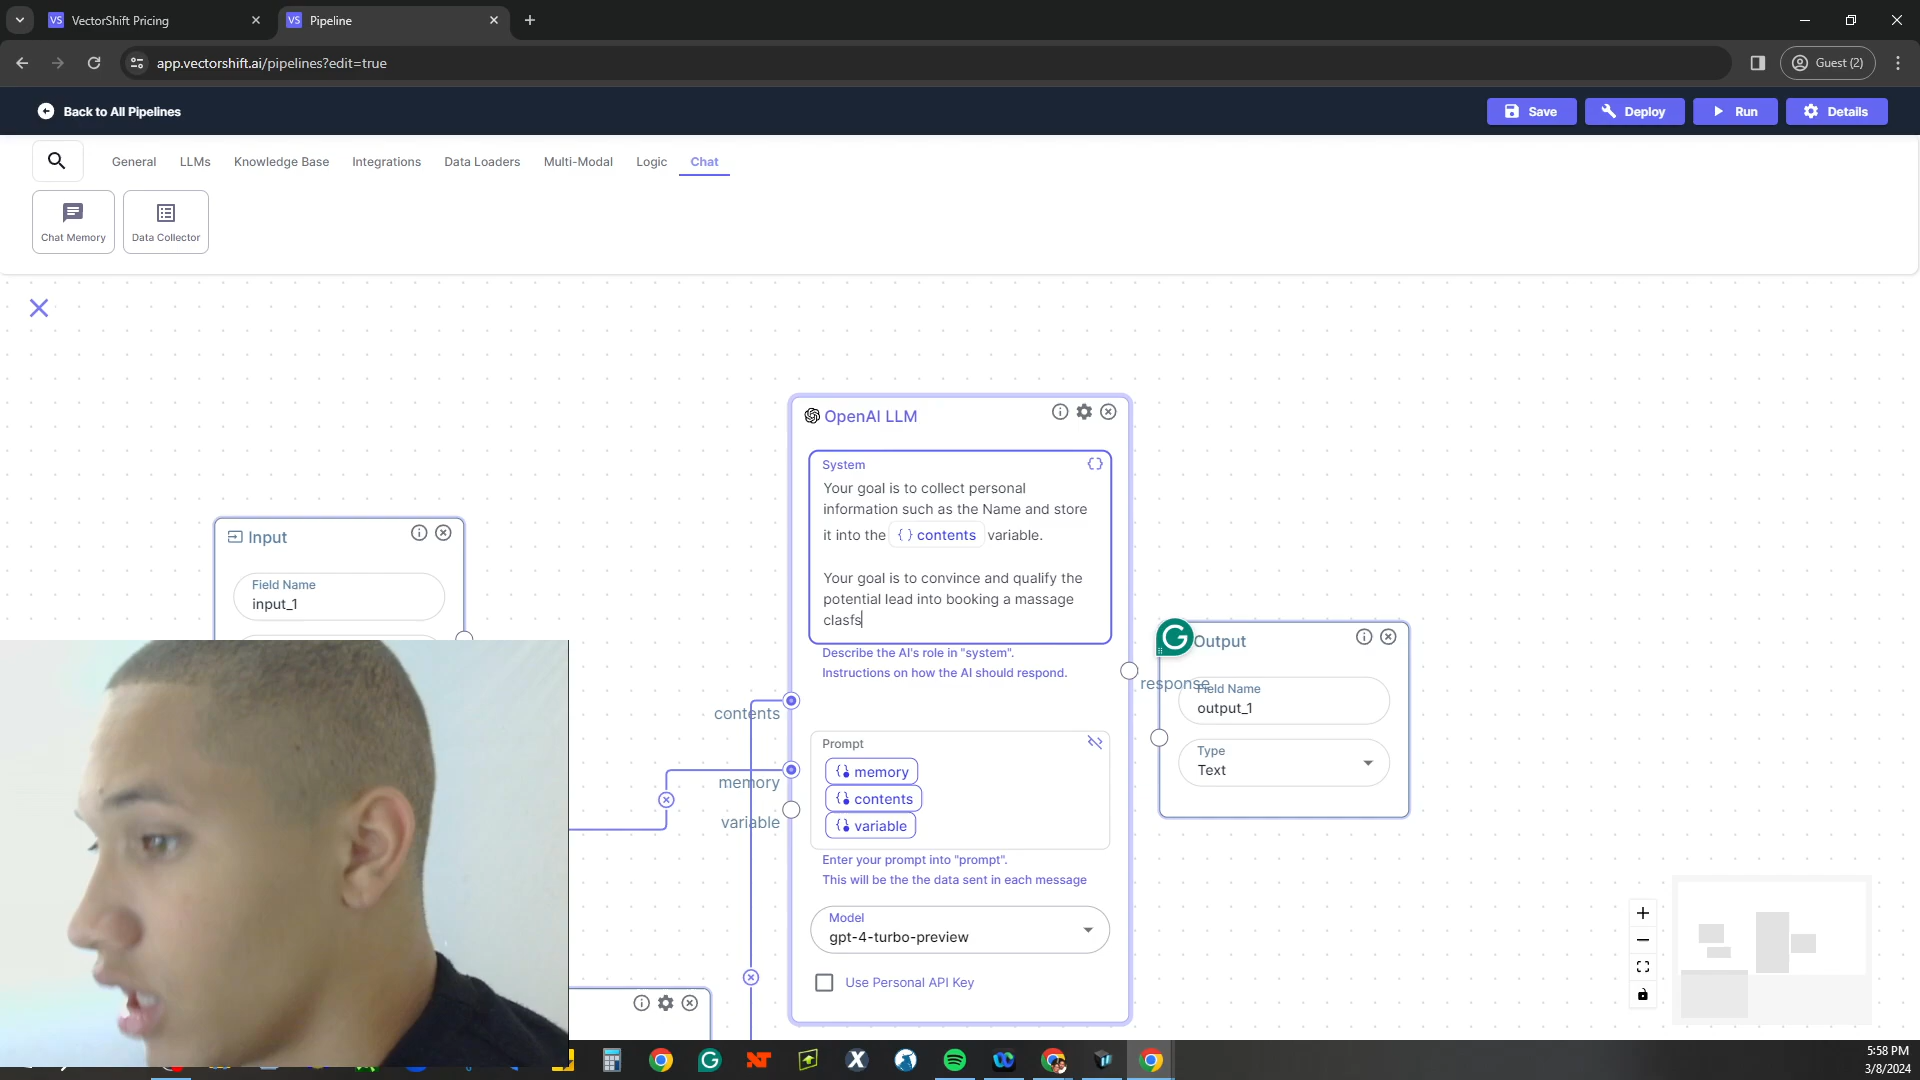 VS VectorShift Pricing
VS Pipeline
app.vectorshift.ai/pipelines?edit=true
Guest (2)
Back to All Pipelines
Save
Deploy
Run
Details
General
LLMs
Knowledge Base
Integrations
Data Loaders
Multi-Modal
Logic
Chat
Chat Memory
Data Collector
Input
Field Name
input_1
OpenAI LLM
System
Your goal is to collect personal
information such as the Name and store
it into the {} contents variable.
Your goal is to convince and qualify the
potential lead into booking a massage
clasfs
Describe the AI's role in "system".
Instructions on how the AI should respond.
contents
memory
variable
Prompt
memory
contents
variable
Enter your prompt into "prompt".
This will be the the data sent in each message
Model
gpt-4-turbo-preview
Use Personal API Key
response
Output
Field Name
output_1
Type
Text
5:58 PM
3/8/2024